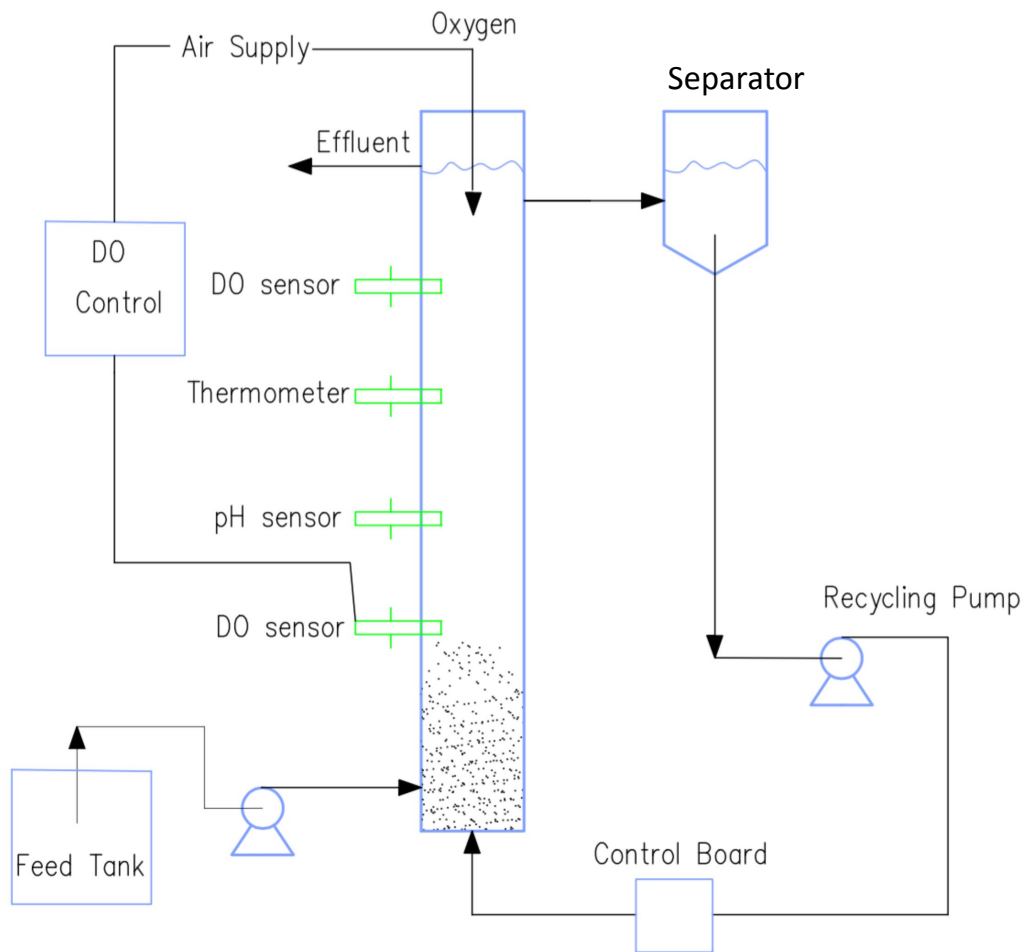 Oxygen
Air Supply
Separator
Effluent
DO
Control
DO sensor
Thermometer
pH sensor
DO sensor
Recycling Pump
Control Board
Feed Tank